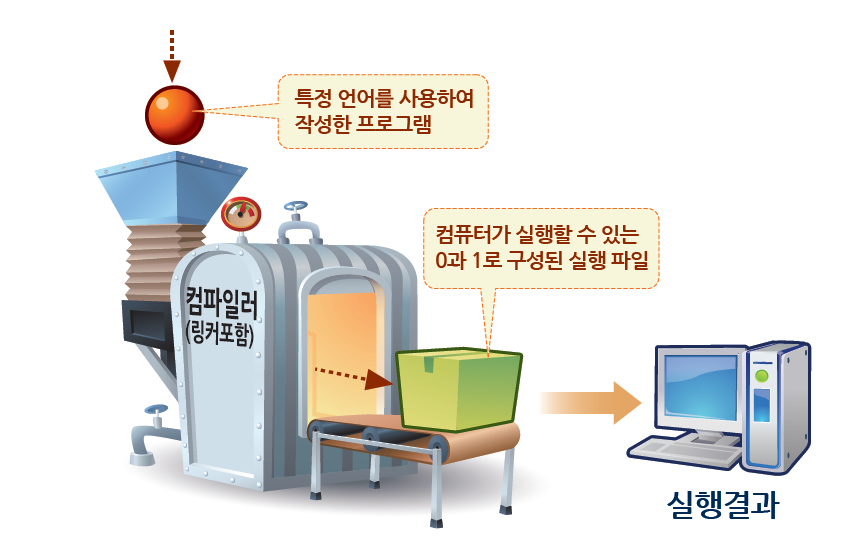 특정 언어를 사용하여
작성한 프로그램
컴퓨터가 실행할 수 있는
0과 1로 구성된 실행 파일
컴파일러
(링커포함)
실행결과